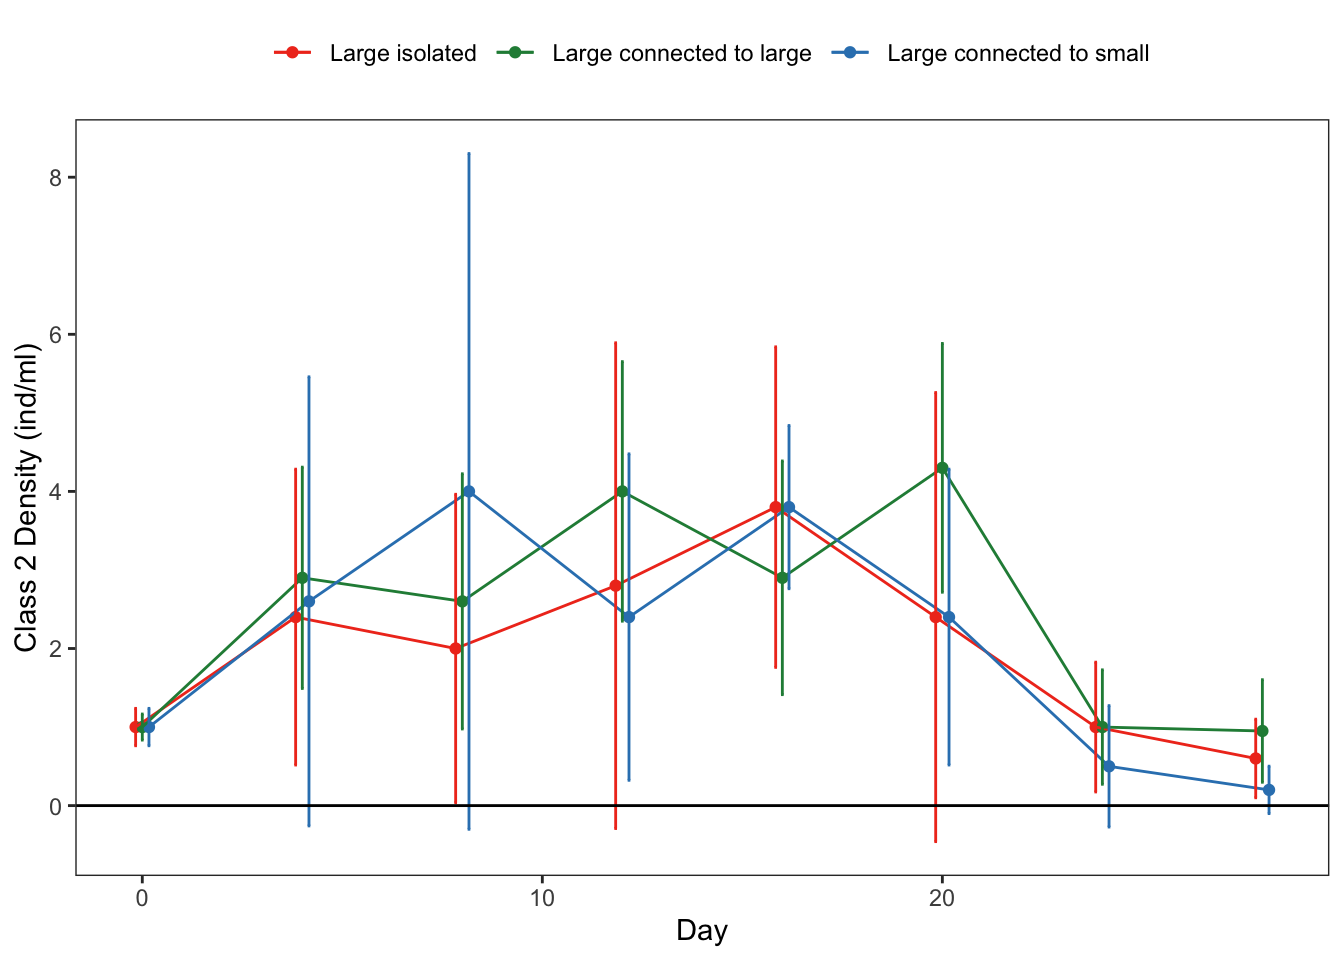 Large isolated Large connected to large Large connected to small
Class 2 Density (ind/ml)
8
6
4
2
0
0 10 20
Day